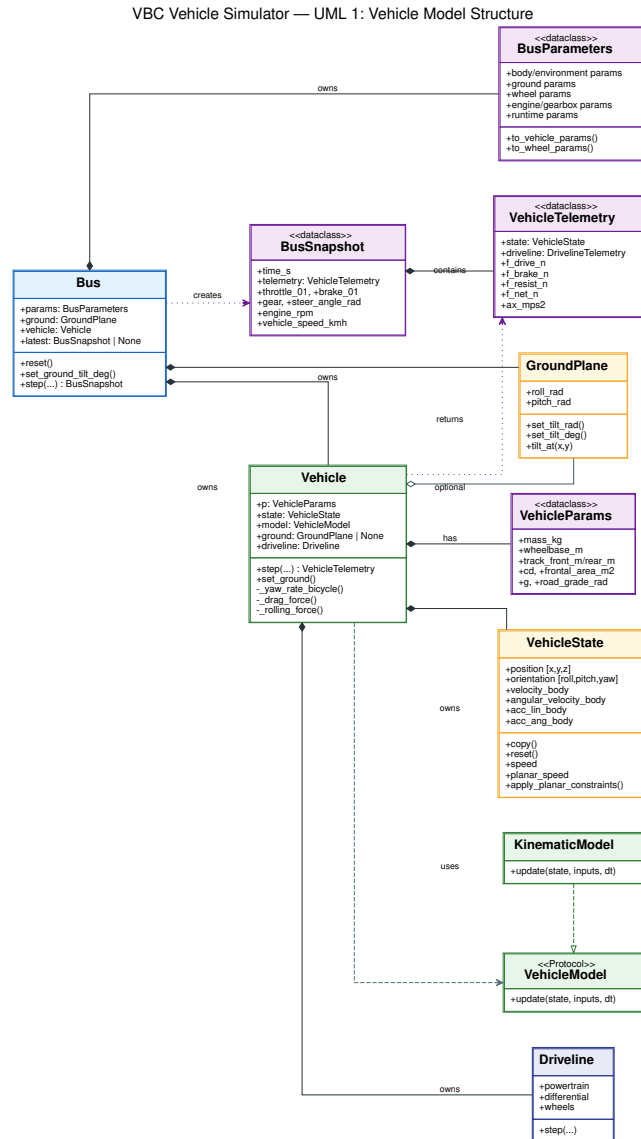 VBC Vehicle Simulator — UML 1: Vehicle Model Structure
<<dataclass>>
BusParameters
+body/environment params
+ground params
+wheel params
+engine/gearbox params
+runtime params
+to_vehicle_params()
+to_wheel_params()
owns
<<dataclass>>
VehicleTelemetry
+state: VehicleState
+driveline: DrivelineTelemetry
+f_drive_n
+f_brake_n
+f_resist_n
+f_net_n
+ax_mps2
<<dataclass>>
BusSnapshot
+time_s
+telemetry: VehicleTelemetry
+throttle_01, +brake_01
+gear, +steer_angle_rad
+engine_rpm
+vehicle_speed_kmh
contains
Bus
+params: BusParameters
+ground: GroundPlane
+vehicle: Vehicle
+latest: BusSnapshot | None
+reset()
+set_ground_tilt_deg()
+step(...) : BusSnapshot
creates
GroundPlane
+roll_rad
+pitch_rad
+set_tilt_rad()
+set_tilt_deg()
+tilt_at(x,y)
owns
returns
owns
optional
Vehicle
+p: VehicleParams
+state: VehicleState
+model: VehicleModel
+ground: GroundPlane | None
+driveline: Driveline
+step(...) : VehicleTelemetry
+set_ground()
-_yaw_rate_bicycle()
-_drag_force()
-_rolling_force()
has
VehicleParams
+mass_kg
+wheelbase_m
+track_front_m/rear_m
+cd, +frontal_area_m2
+g, +road_grade_rad
VehicleState
+position [x,y,z]
+orientation [roll,pitch,yaw]
+velocity_body
+angular_velocity_body
+acc_lin_body
+acc_ang_body
+copy()
+reset()
+speed
+planar_speed
+apply_planar_constraints()
owns
KinematicModel
+update(state, inputs, dt)
uses
<<Protocol>>
VehicleModel
+update(state, inputs, dt)
Driveline
+powertrain
+differential
+wheels
+step(...)
owns